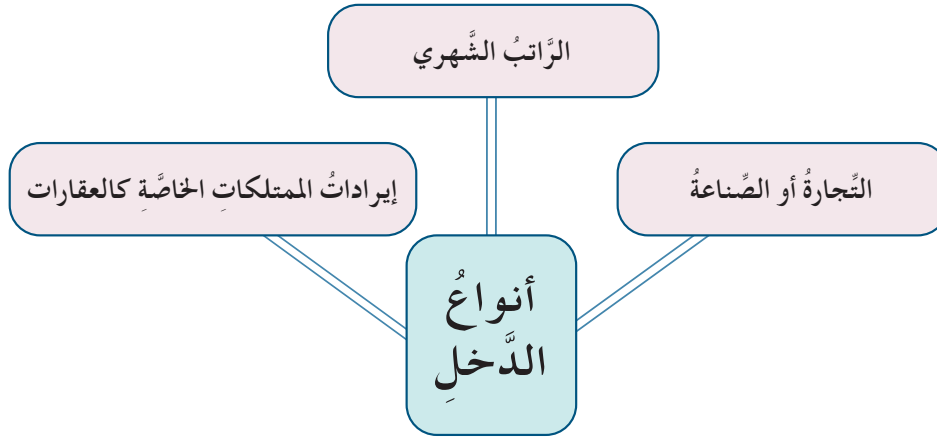 الرَّاتبُ الشَّهري
التِّجارةُ أو الصِّناعةُ
إيراداتُ الممتلكاتِ الخاصَّةِ كالعقارات
أنواعُ
الدَّخلِ